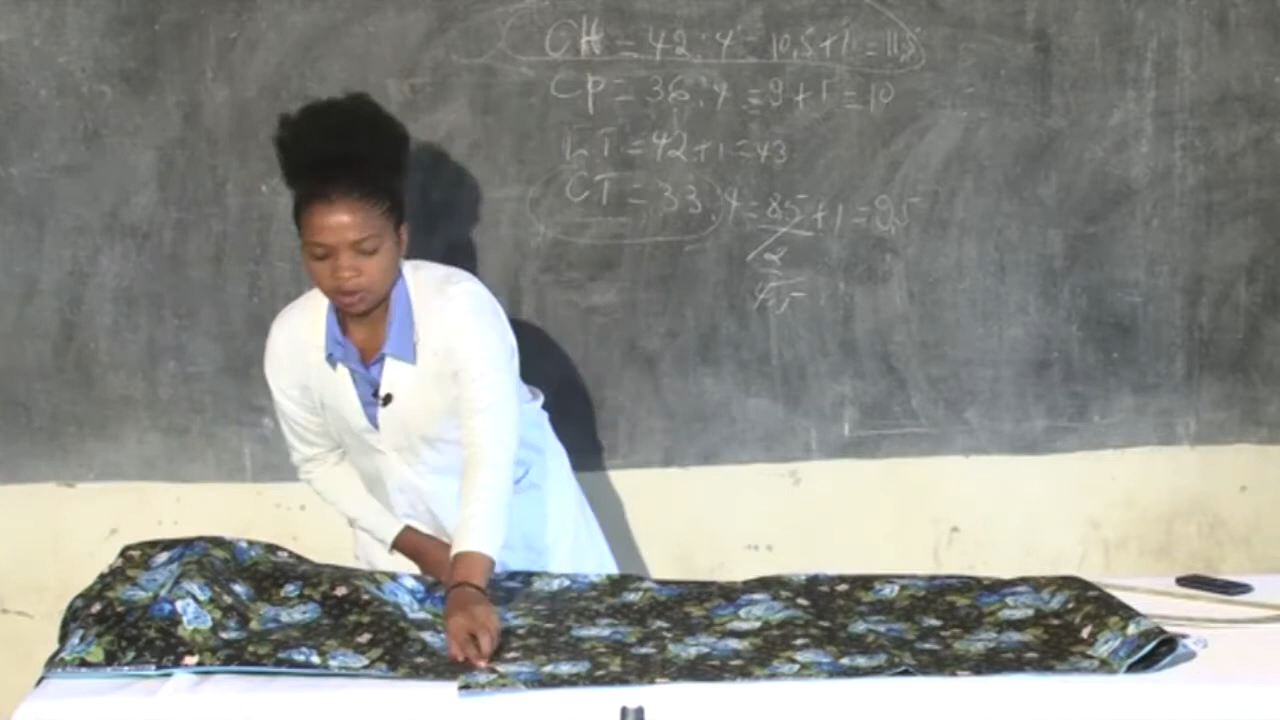 CH = 42:4 = 10,5+1 = 11,5
CP = 36:4 = 9+1 = 10
LT = 42+1 = 43
CT = 33:4 = 8,5+1 = 9,5
2
4,5